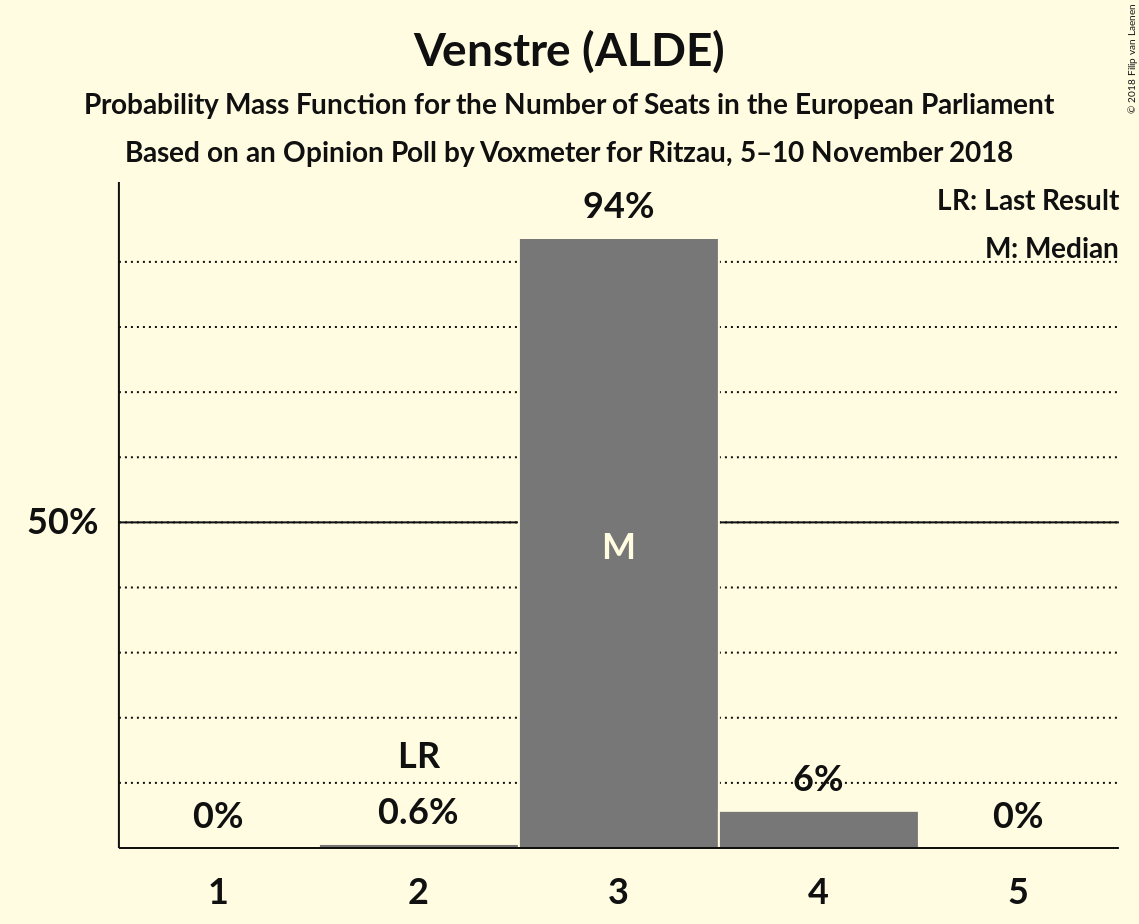 Venstre (ALDE)
Probability Mass Function for the Number of Seats in the European Parliament
Based on an Opinion Poll by Voxmeter for Ritzau, 5–10 November 2018
© 2018 Filip van Laenen
LR: Last Result
M: Median
94%
50%
M
LR
0%
0.6%
6%
0%
1
2
3
4
5